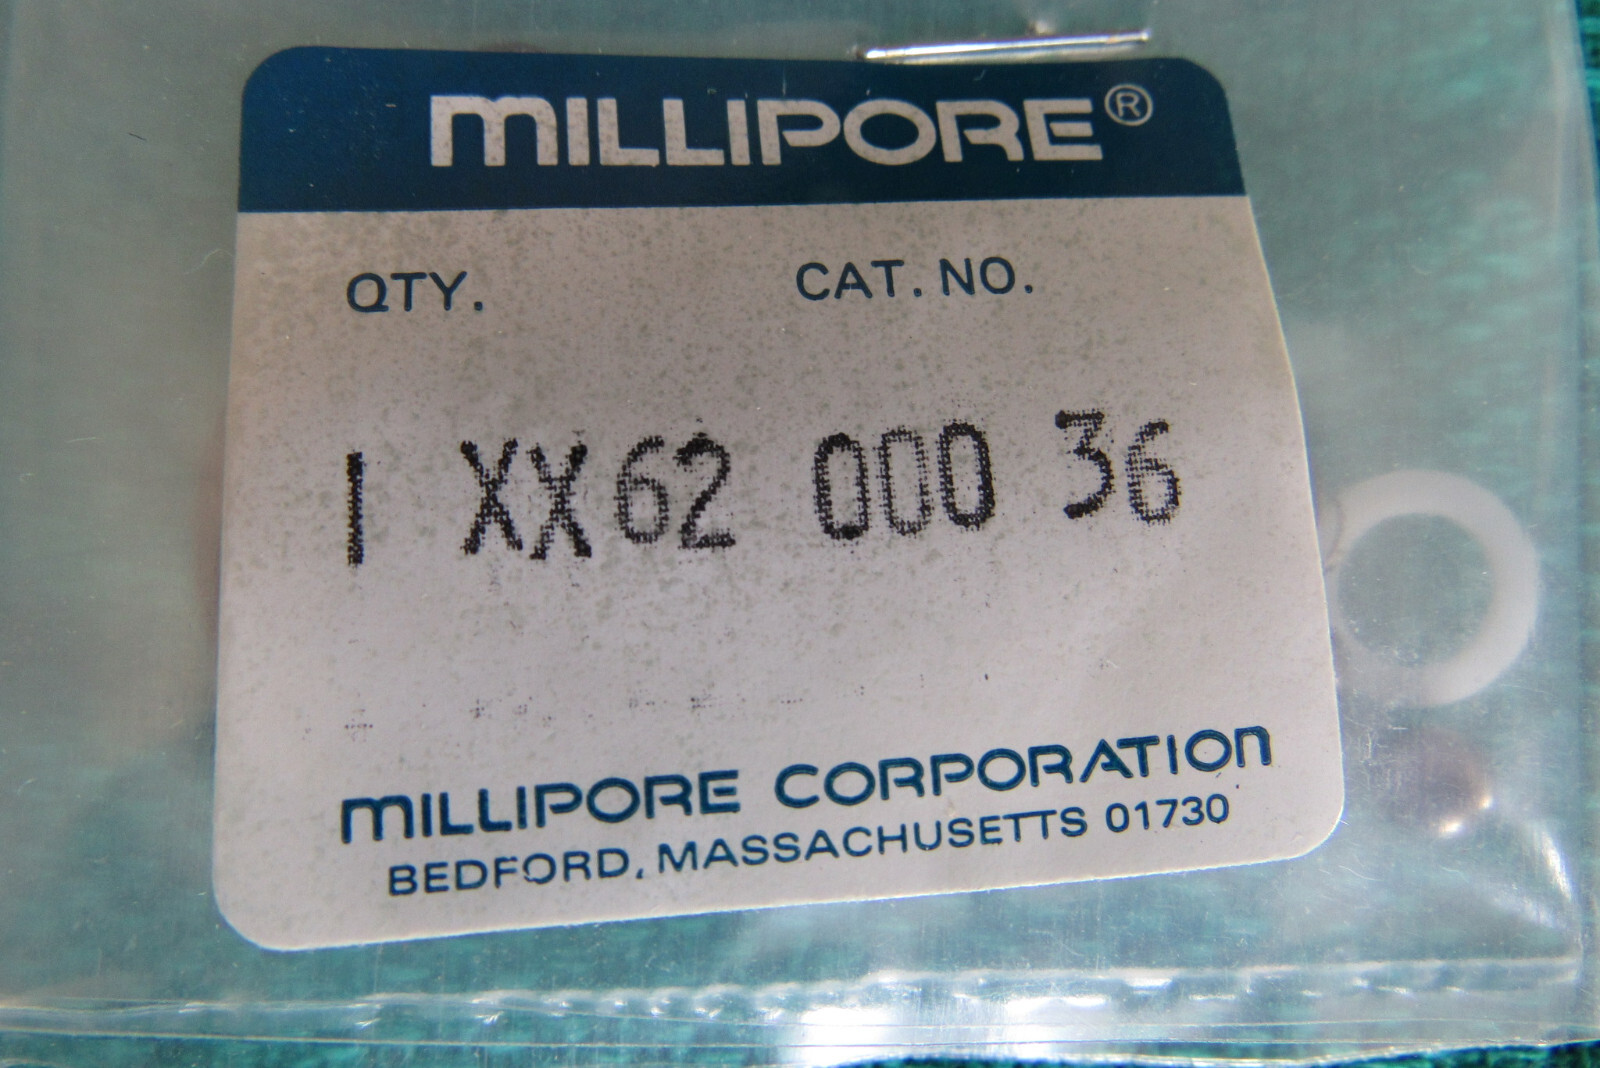 MILLIPORE®
QTY. CAT. NO.
1 XX62 000 36
MILLIPORE CORPORATION
BEDFORD, MASSACHUSETTS 01730